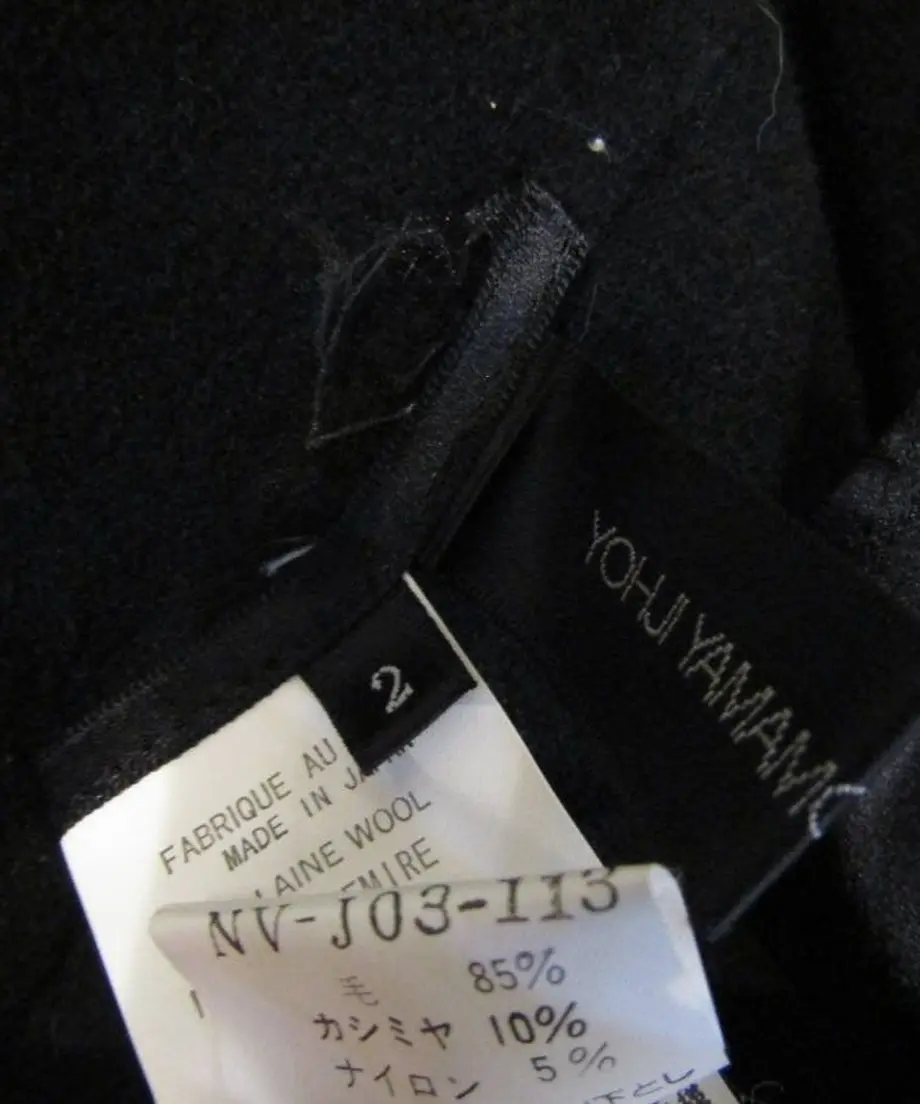 YOHJI YAMAMO
2
FABRIQUE AU
MADE IN JAPAN
LAINE WOOL
NV-J03-113
毛 85%
カシミヤ 10%
ナイロン 5%